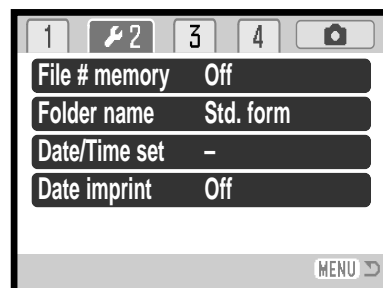 1 2 3 4
File # memory Off
Folder name Std. form
Date/Time set –
Date imprint Off
MENU